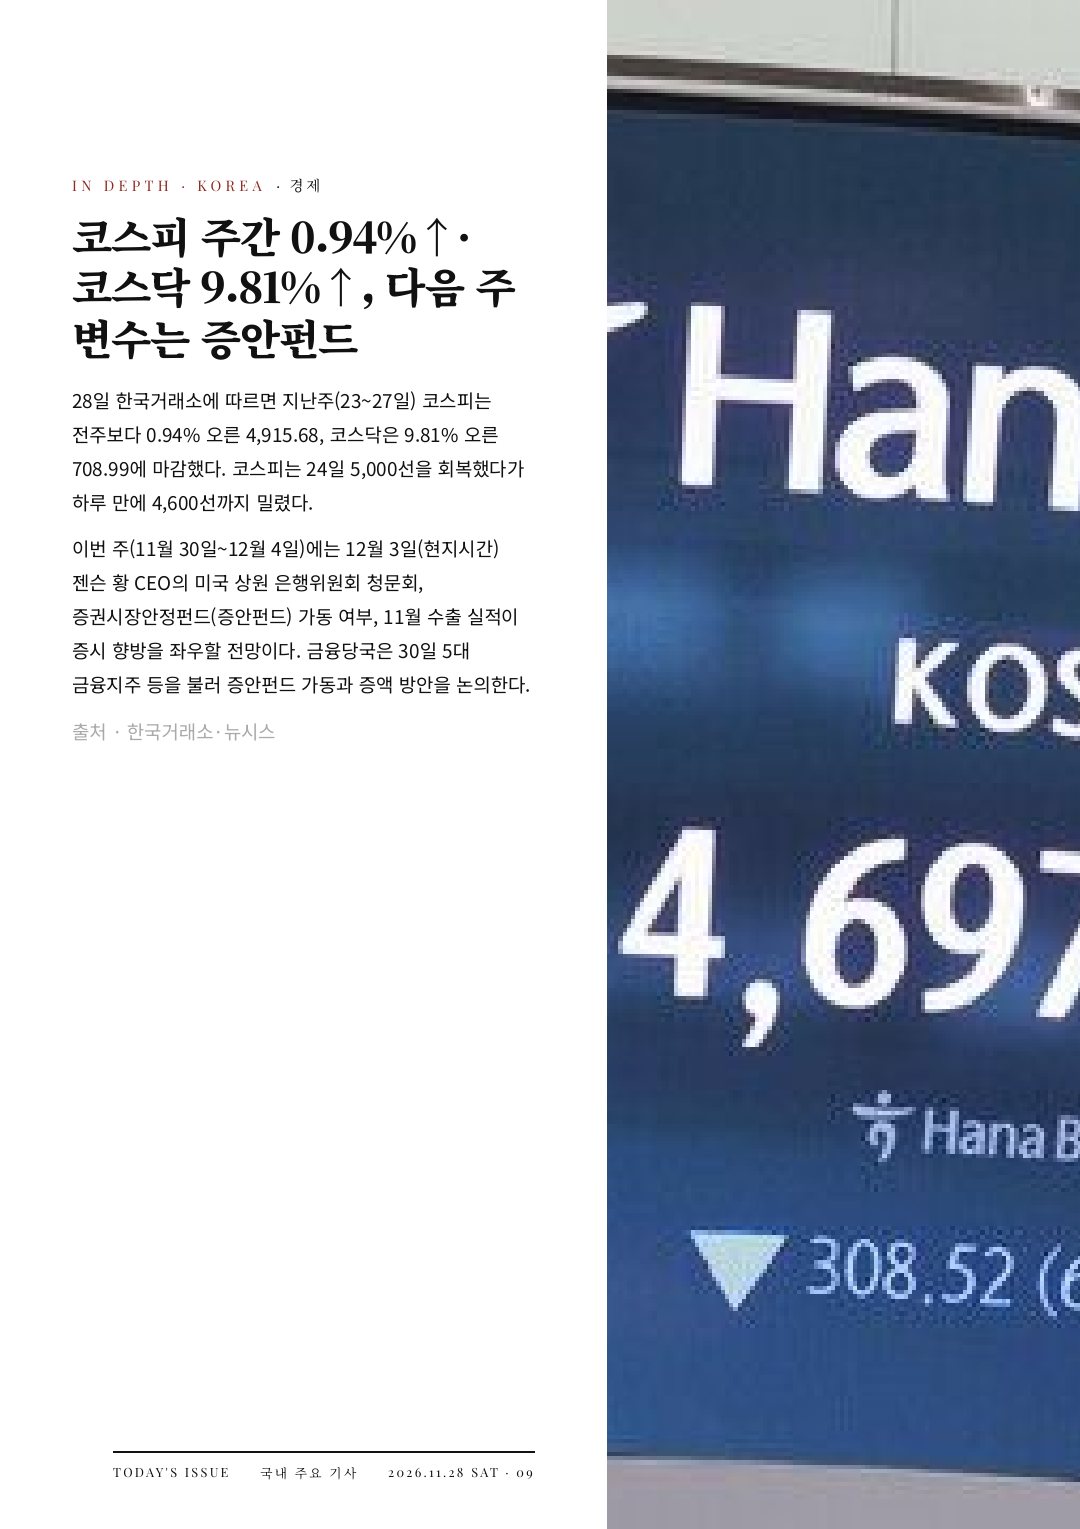 IN DEPTH · KOREA · 경제
코스피 주간 0.94%↑·
코스닥 9.81%↑, 다음 주
변수는 증안펀드
28일 한국거래소에 따르면 지난주(23~27일) 코스피는
전주보다 0.94% 오른 4,915.68, 코스닥은 9.81% 오른
708.99에 마감했다. 코스피는 24일 5,000선을 회복했다가
하루 만에 4,600선까지 밀렸다.
이번 주(11월 30일~12월 4일)에는 12월 3일(현지시간)
젠슨 황 CEO의 미국 상원 은행위원회 청문회,
증권시장안정펀드(증안펀드) 가동 여부, 11월 수출 실적이
증시 향방을 좌우할 전망이다. 금융당국은 30일 5대
금융지주 등을 불러 증안펀드 가동과 증액 방안을 논의한다.
출처 · 한국거래소·뉴시스
Han
KOS
4,697
Hana B
▼ 308.52 (6
TODAY'S ISSUE 국내 주요 기사 2026.11.28 SAT · 09